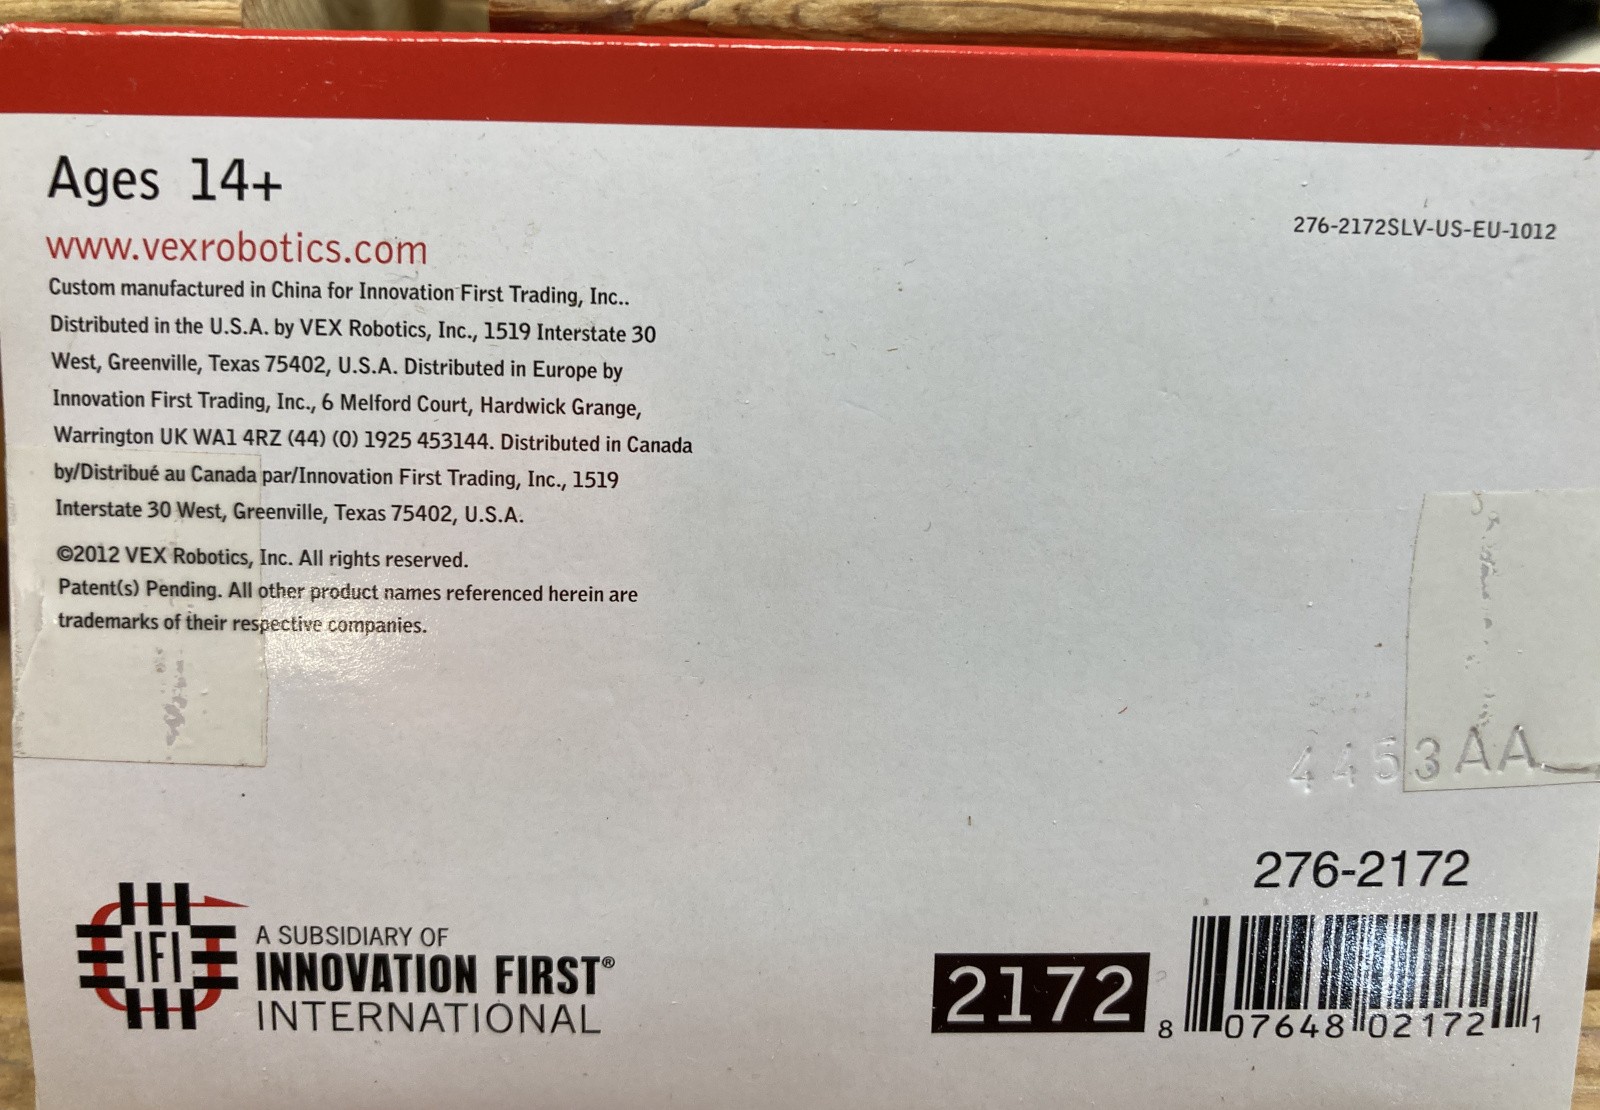 Ages 14+
www.vexrobotics.com
276-2172SLV-US-EU-1012
Custom manufactured in China for Innovation First Trading, Inc..
Distributed in the U.S.A. by VEX Robotics, Inc., 1519 Interstate 30
West, Greenville, Texas 75402, U.S.A. Distributed in Europe by
Innovation First Trading, Inc., 6 Melford Court, Hardwick Grange,
Warrington UK WA1 4RZ (44) (0) 1925 453144. Distributed in Canada
by/Distribué au Canada par/Innovation First Trading, Inc., 1519
Interstate 30 West, Greenville, Texas 75402, U.S.A.
©2012 VEX Robotics, Inc. All rights reserved.
Patent(s) Pending. All other product names referenced herein are
trademarks of their respective companies.
4453AA
276-2172
IFI
A SUBSIDIARY OF
INNOVATION FIRST®
INTERNATIONAL
2172
8 07648 02172 1